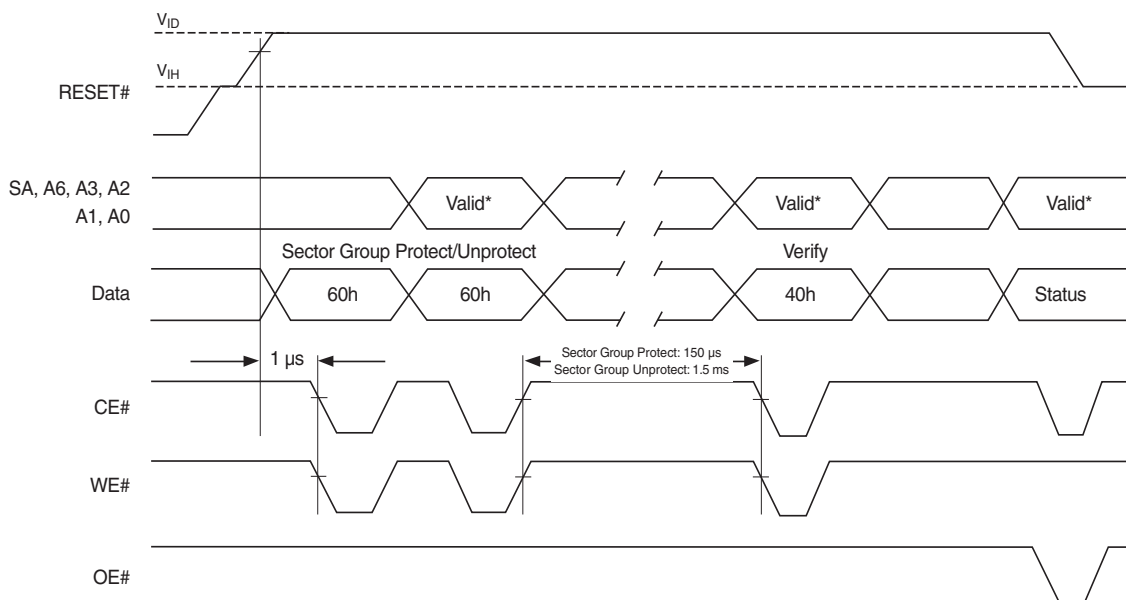 VID
VIH
RESET#
SA, A6, A3, A2
A1, A0
Valid*
Valid*
Valid*
Sector Group Protect/Unprotect
Verify
Data
60h
60h
40h
Status
1 µs
Sector Group Protect: 150 µs
Sector Group Unprotect: 1.5 ms
CE#
WE#
OE#